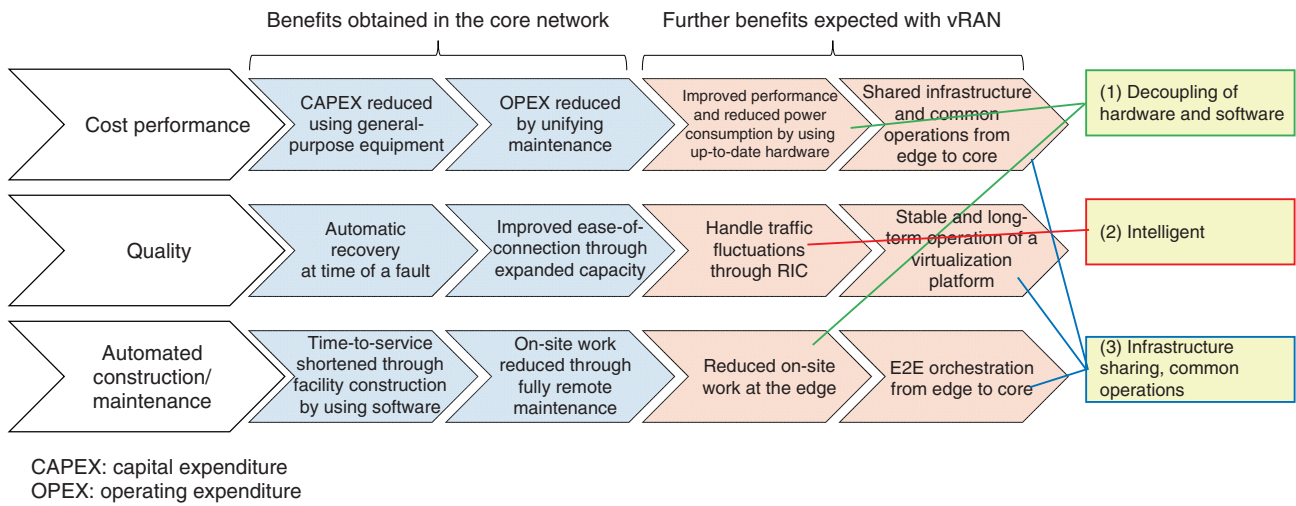 Benefits obtained in the core network
Further benefits expected with vRAN
Cost performance
CAPEX reduced
using general-
purpose equipment
OPEX reduced
by unifying
maintenance
Improved performance
and reduced power
consumption by using
up-to-date hardware
Shared infrastructure
and common
operations from
edge to core
(1) Decoupling of
hardware and software
Quality
Automatic
recovery
at time of a fault
Improved ease-of-
connection through
expanded capacity
Handle traffic
fluctuations
through RIC
Stable and long-
term operation of a
virtualization
platform
(2) Intelligent
Automated
construction/
maintenance
Time-to-service
shortened through
facility construction
by using software
On-site work
reduced through
fully remote
maintenance
Reduced on-site
work at the edge
E2E orchestration
from edge to core
(3) Infrastructure
sharing, common
operations
CAPEX: capital expenditure
OPEX: operating expenditure